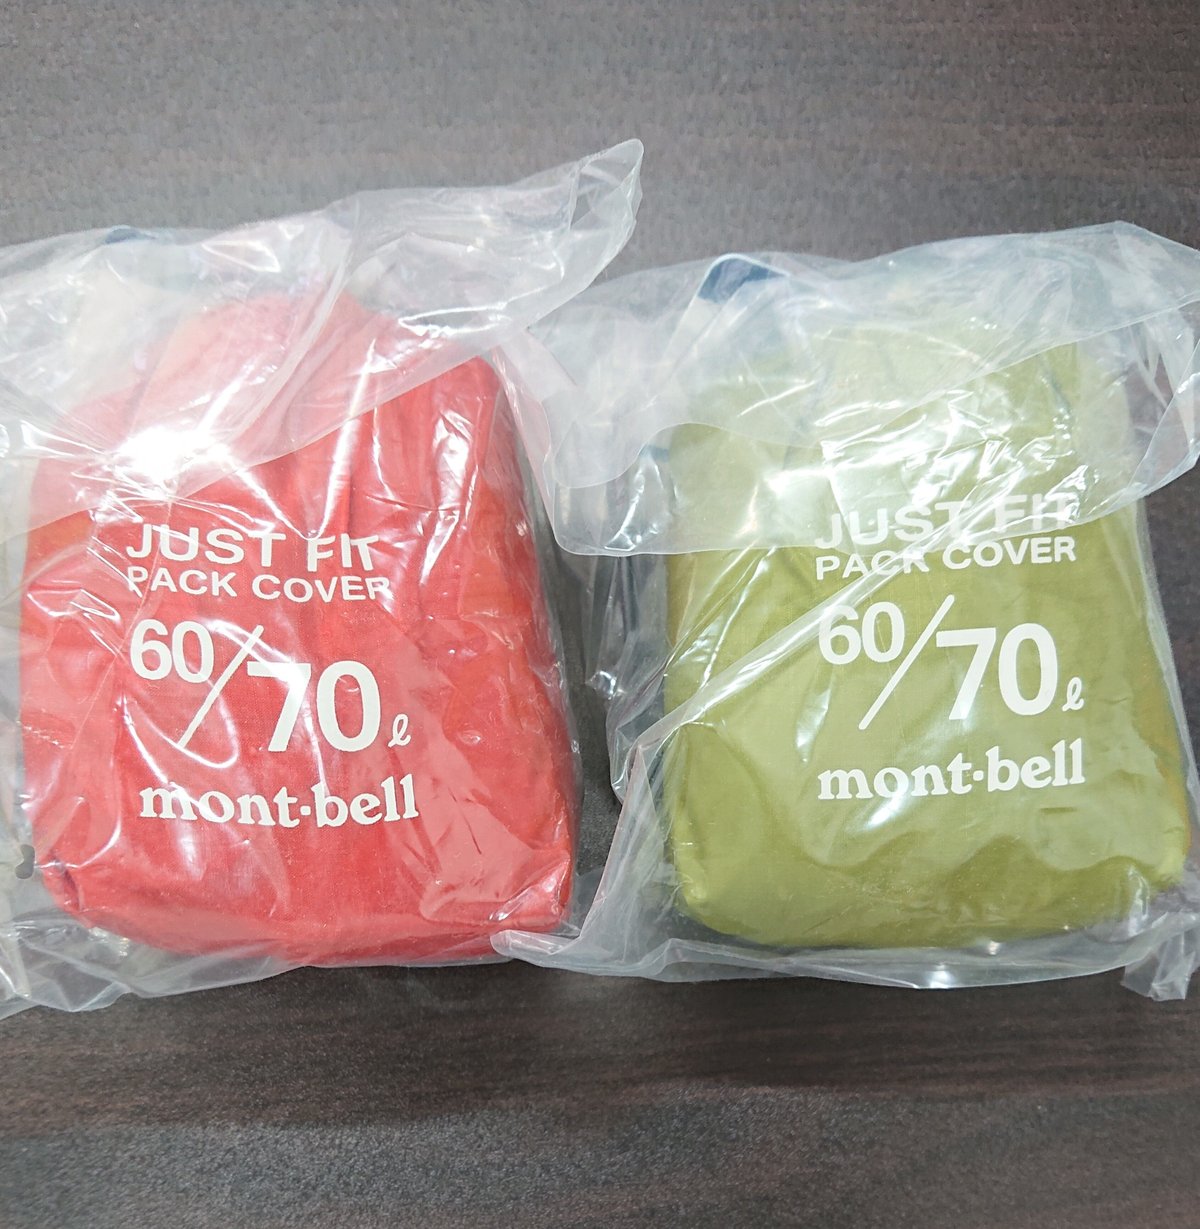 JUST FIT
PACK COVER
60/70ℓ
mont·bell
JUST FIT
PACK COVER
60/70ℓ
mont·bell